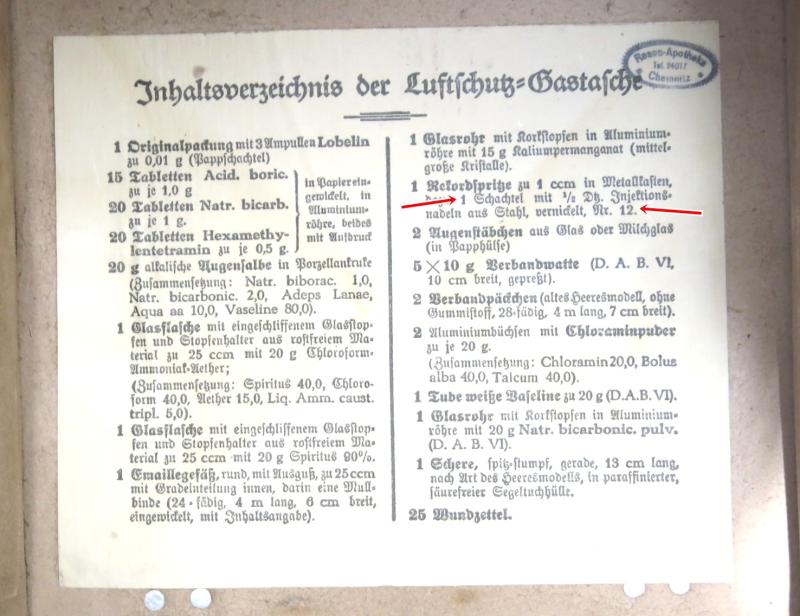 Rosen-Apotheke
Tel. 24017
Chemnitz
Inhaltsverzeichnis der Luftschutz-Gastasche
1 Originalpackung mit 3 Ampullen Lobelin
zu 0,01 g (Pappschachtel)
15 Tabletten Acid. boric.
zu je 1,0 g
20 Tabletten Natr. bicarb.
zu je 1 g.
20 Tabletten Hexamethy-
lentetramin zu je 0,5 g.
in Papier ein-
gewickelt, in
Aluminium-
röhre, beides
mit Aufdruck
20 g alkalische Augensalbe in Porzellankruke
(Zusammensetzung: Natr. biborac. 1,0,
Natr. bicarbonic. 2,0, Adeps Lanae,
Aqua aa 10,0, Vaseline 80,0).
1 Glasflasche mit eingeschliffenem Glasstop-
fen und Stopfenhalter aus rostfreiem Ma-
terial zu 25 ccm mit 20 g Chloroform-
Ammoniak-Aether;
(Zusammensetzung: Spiritus 40,0, Chloro-
form 40,0, Aether 15,0, Liq. Amm. caust.
tripl. 5,0).
1 Glasflasche mit eingeschliffenem Glasstop-
fen und Stopfenhalter aus rostfreiem Ma-
terial zu 25 ccm mit 20 g Spiritus 90%.
1 Emaillegefäß, rund, mit Ausguß, zu 25 ccm
mit Gradeinteilung innen, darin eine Mull-
binde (24-fädig, 4 m lang, 6 cm breit,
eingewickelt, mit Inhaltsangabe).
1 Glasrohr mit Korkstopfen in Aluminium-
röhre mit 15 g Kaliumpermanganat (mittel-
große Kristalle).
1 Rekordspritze zu 1 ccm in Metallkasten,
1 Schachtel mit 1/2 Dtz. Injektions-
nadeln aus Stahl, vernickelt, Nr. 12.
2 Augenstäbchen aus Glas oder Milchglas
(in Papphülse)
5 × 10 g Verbandwatte (D. A. B. VI,
10 cm breit, gepreßt).
2 Verbandpäckchen (altes Heeresmodell, ohne
Gummistoff, 28-fädig, 4 m lang, 7 cm breit).
2 Aluminiumbüchsen mit Chloraminpuder
zu je 20 g.
(Zusammensetzung: Chloramin 20,0, Bolus
alba 40,0, Talcum 40,0).
1 Tube weiße Vaseline zu 20 g (D.A.B. VI).
1 Glasrohr mit Korkstopfen in Aluminium-
röhre mit 20 g Natr. bicarbonic. pulv.
(D. A. B. VI).
1 Schere, spitz-stumpf, gerade, 13 cm lang,
nach Art des Heeresmodells, in paraffinierter,
säurefreier Segeltuchhülle.
25 Wundzettel.